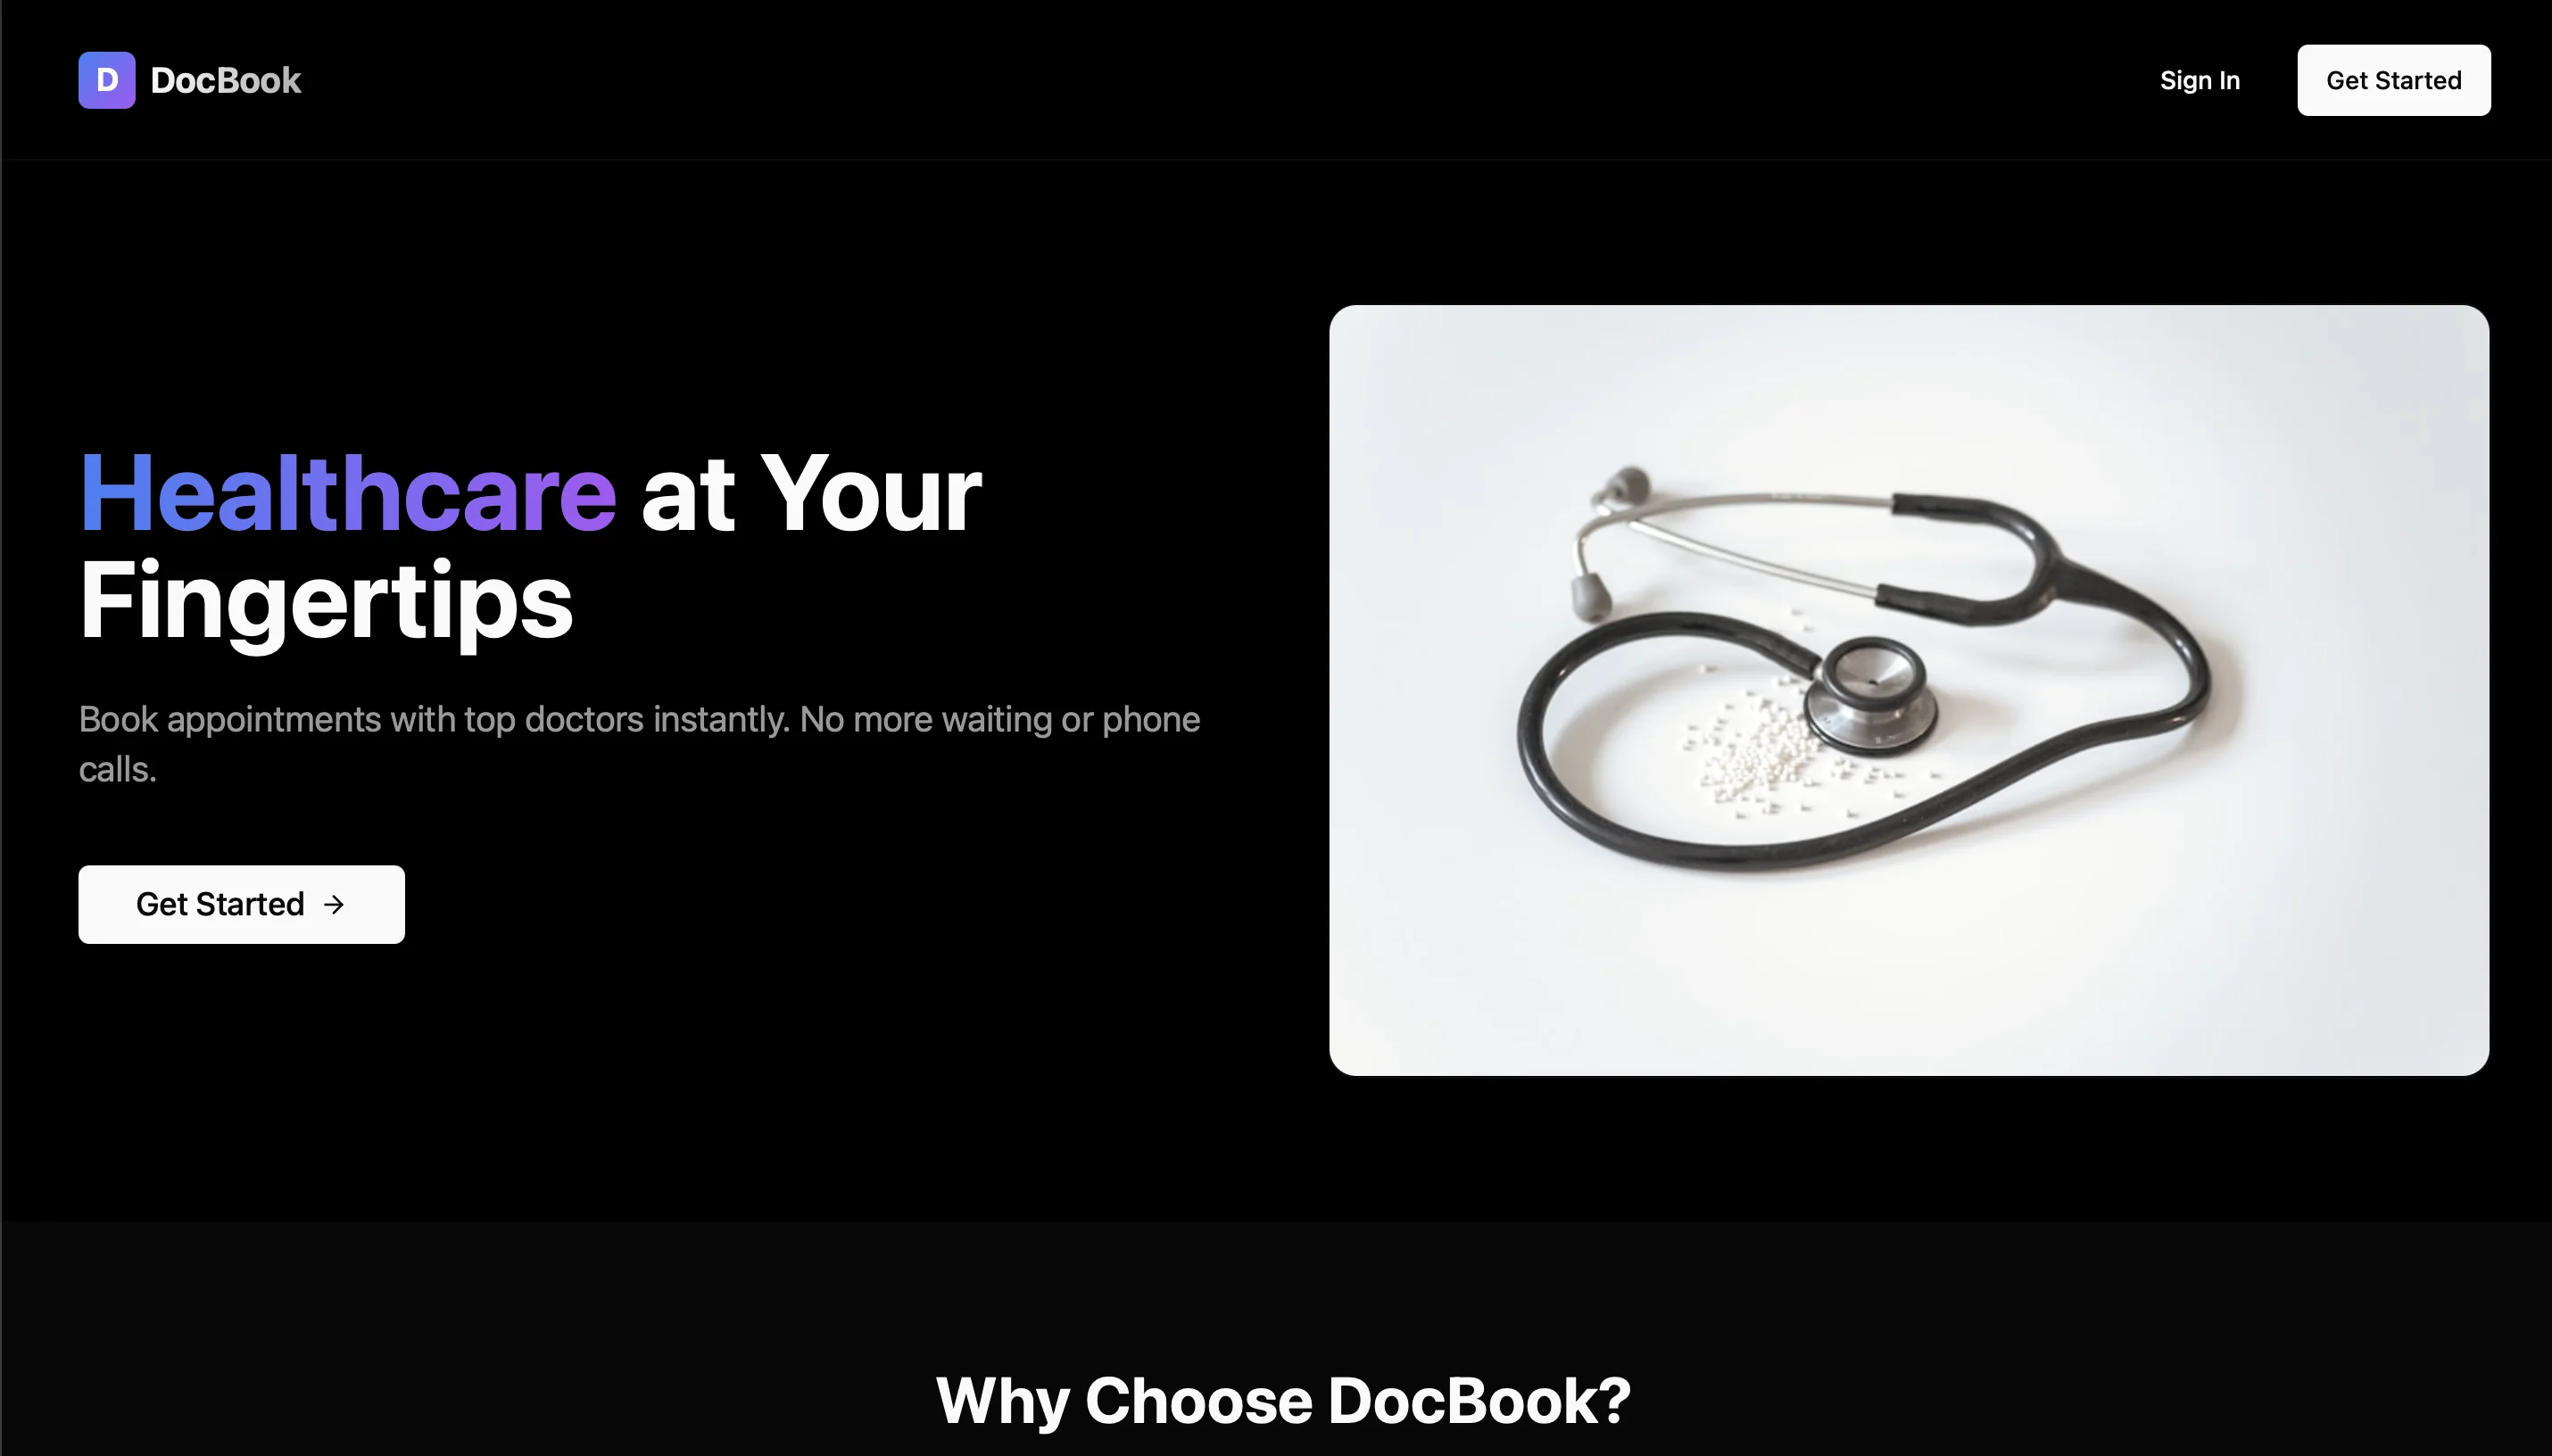 D DocBook
Sign In
Get Started
Healthcare at Your
Fingertips
Book appointments with top doctors instantly. No more waiting or phone
calls.
Get Started →
Why Choose DocBook?